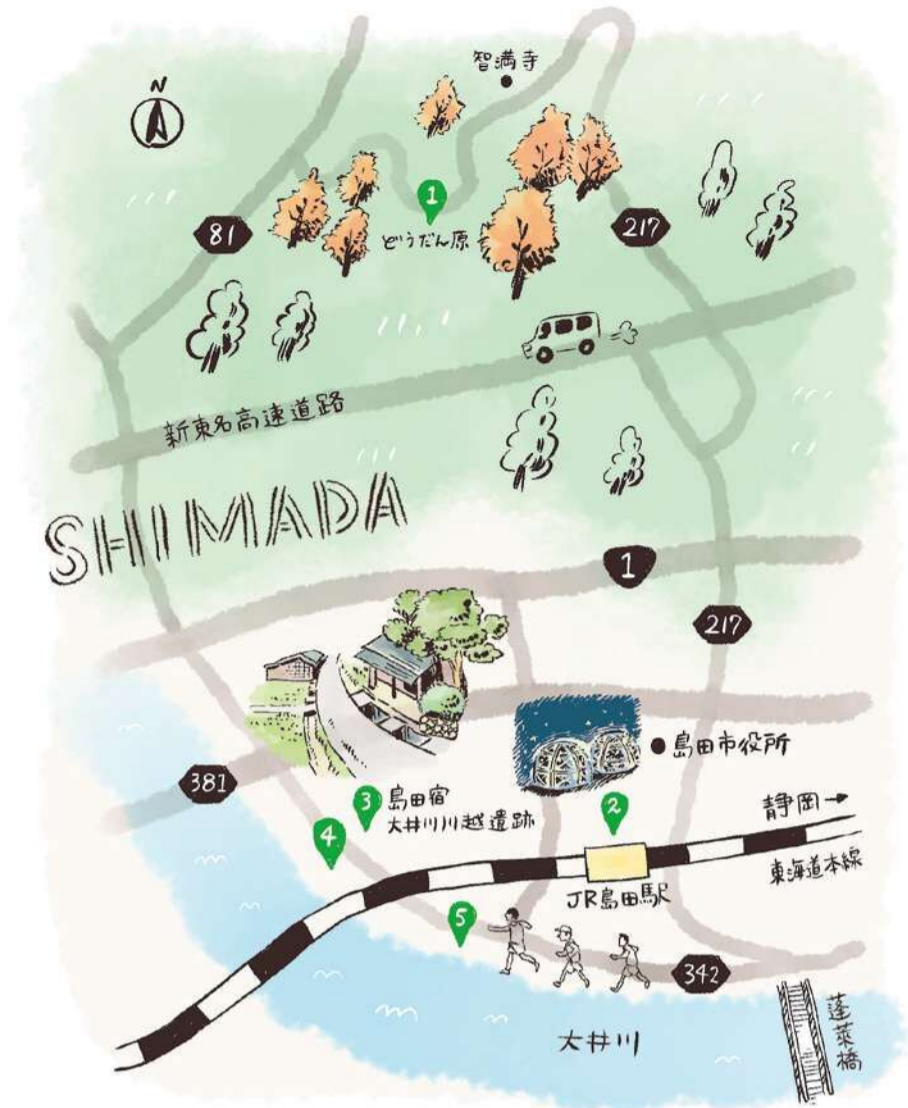 智満寺
N
1
どうだん原
81
217
新東名高速道路
SHIMADA
1
217
島田市役所
381
3
島田宿
大井川川越遺跡
2
静岡→
4
東海道本線
JR島田駅
5
342
蓬莱橋
大井川